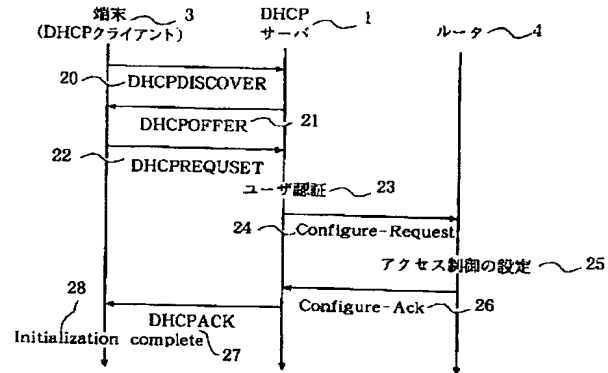 端末 3
(DHCPクライアント)
DHCP 1
サーバ
ルータ 4
20 DHCPDISCOVER
DHCPOFFER 21
22 DHCPREQUSET
ユーザ認証 23
24 Configure-Request
アクセス制御の設定 25
Configure-Ack 26
28
DHCPACK
27
Initialization complete